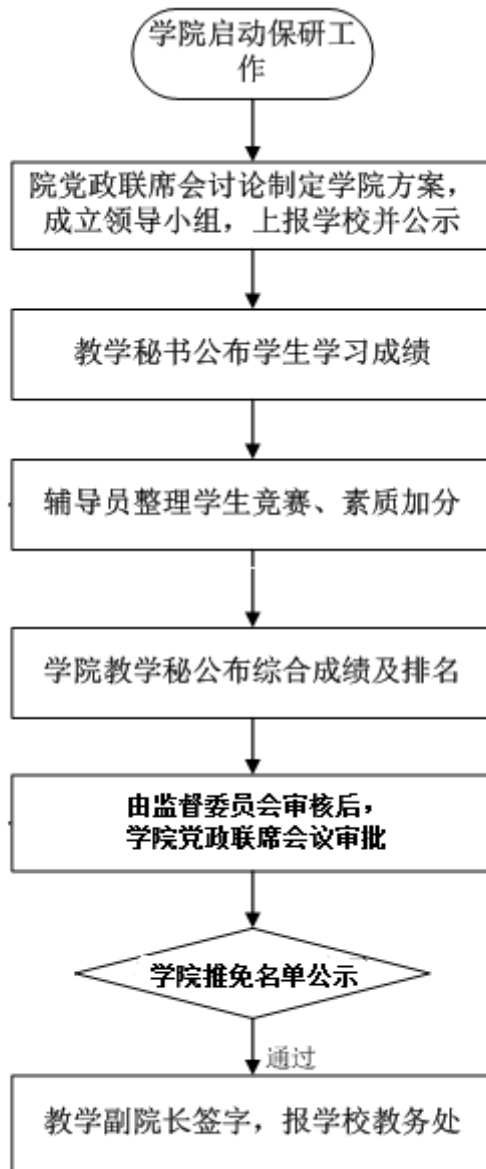 学院启动保研工
作
院党政联席会讨论制定学院方案，
成立领导小组，上报学校并公示
教学秘书公布学生学习成绩
辅导员整理学生竞赛、素质加分
学院教学秘公布综合成绩及排名
由监督委员会审核后，
学院党政联席会议审批
学院推免名单公示
通过
教学副院长签字，报学校教务处